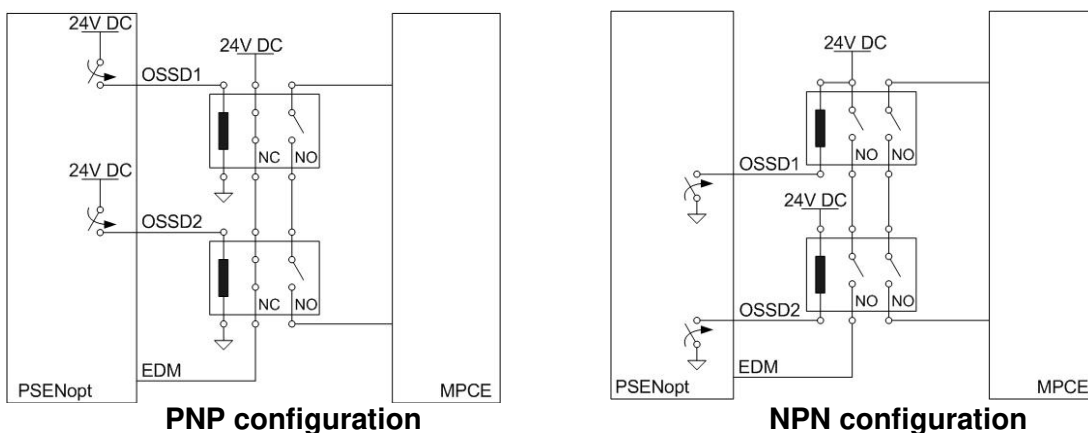 24V DC
OSSD1
24V DC
NC
NO
24V DC
OSSD2
NC
NO
EDM
PSENopt
MPCE
PNP configuration
24V DC
NO
NO
OSSD1
24V DC
NO
NO
OSSD2
EDM
PSENopt
MPCE
NPN configuration